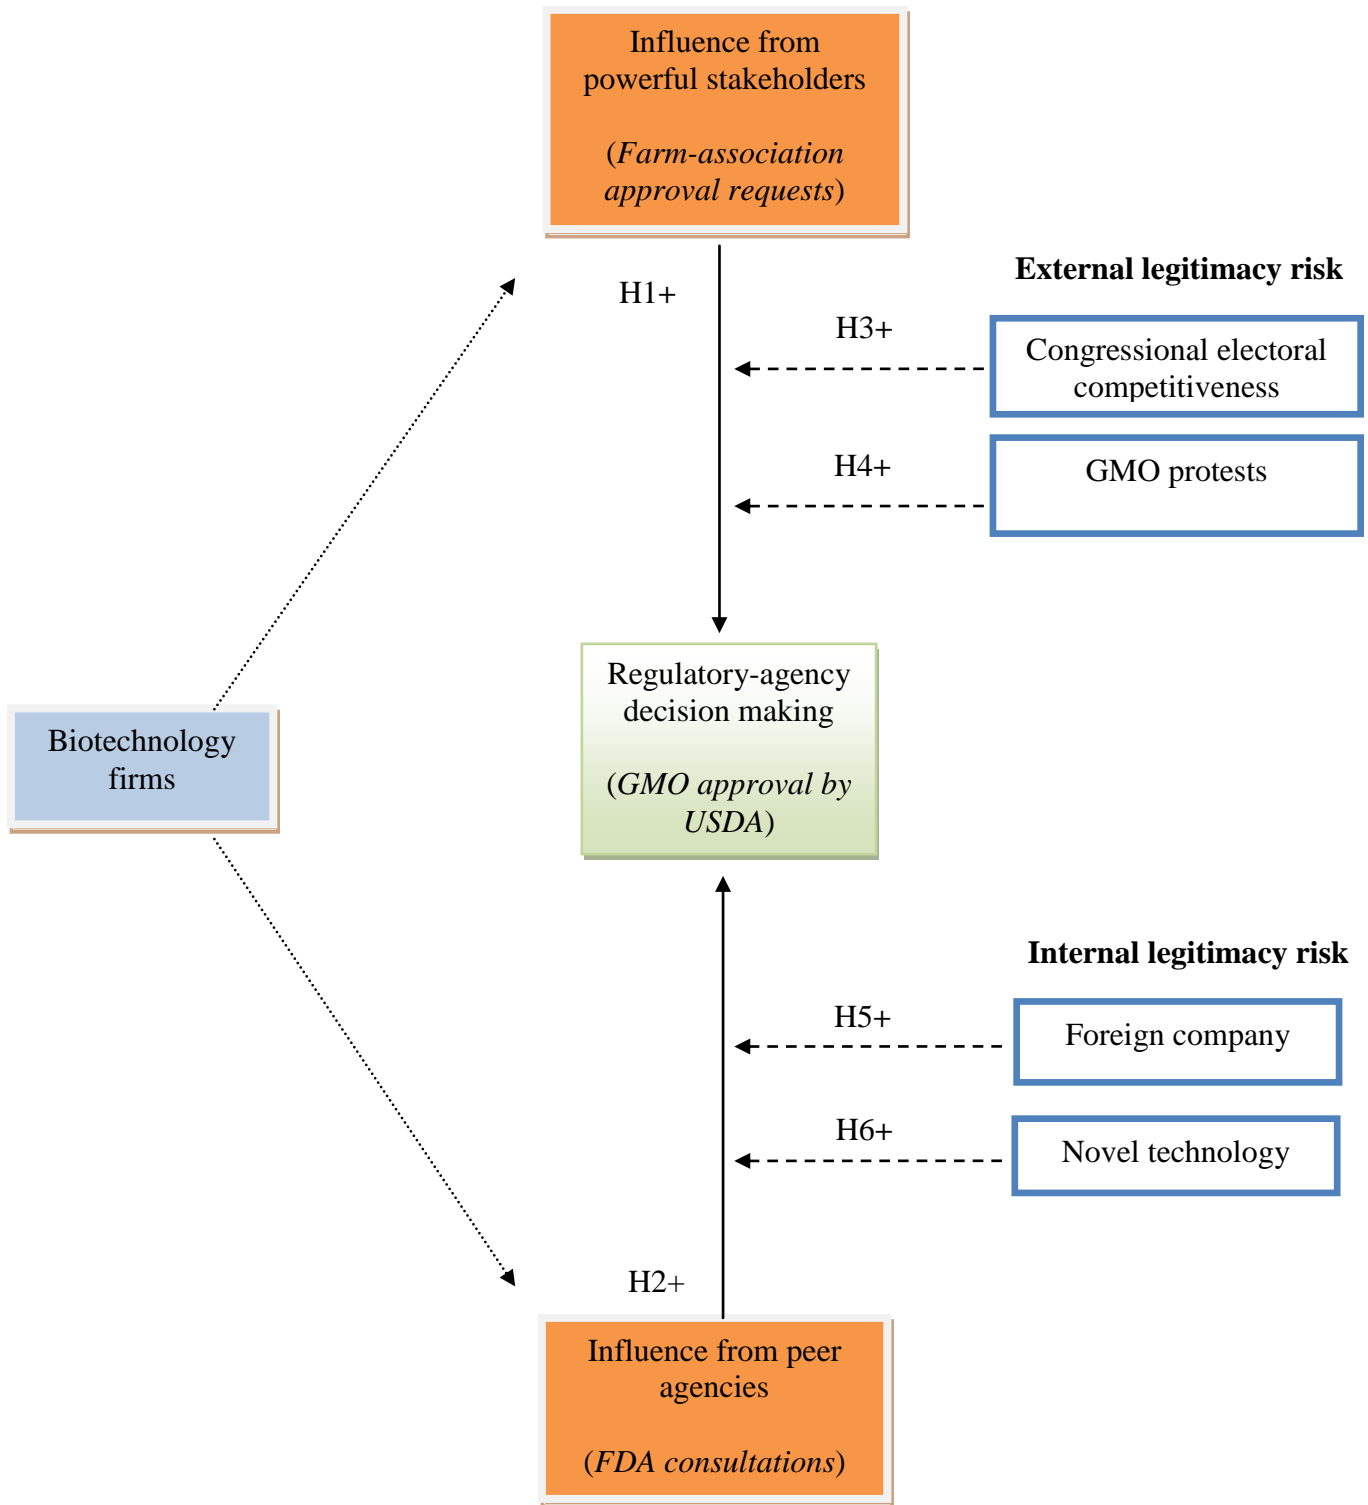 Influence from
powerful stakeholders
(Farm-association
approval requests)
External legitimacy risk
H1+
H3+
Congressional electoral
competitiveness
H4+
GMO protests
Regulatory-agency
decision making
(GMO approval by
USDA)
Biotechnology
firms
Internal legitimacy risk
H5+
Foreign company
H6+
Novel technology
H2+
Influence from peer
agencies
(FDA consultations)